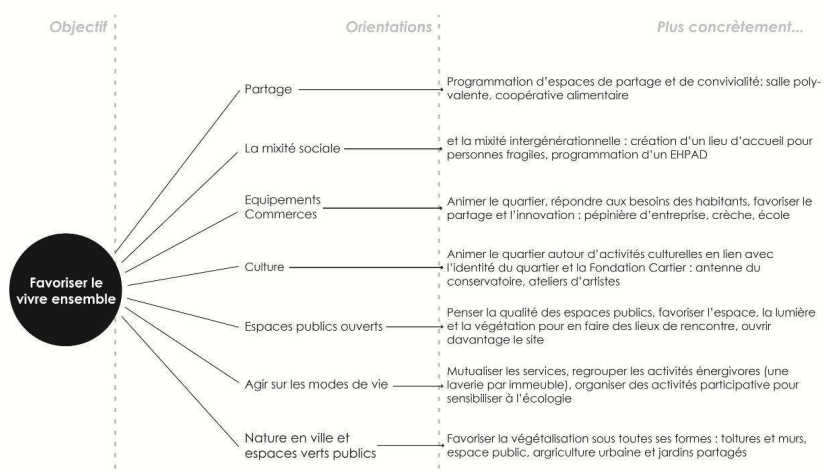 Objectif
Orientations
Plus concrètement...
Favoriser le
vivre ensemble
Partage
Programmation d'espaces de partage et de convivialité: salle poly-
valente, coopérative alimentaire
La mixité sociale
et la mixité intergénérationnelle : création d'un lieu d'accueil pour
personnes fragiles, programmation d'un EHPAD
Equipements
Commerces
Animer le quartier, répondre aux besoins des habitants, favoriser le
partage et l'innovation : pépinière d'entreprise, crèche, école
Culture
Animer le quartier autour d'activités culturelles en lien avec
l'identité du quartier et la Fondation Cartier : antenne du
conservatoire, ateliers d'artistes
Espaces publics ouverts
Penser la qualité des espaces publics, favoriser l'espace, la lumière
et la végétation pour en faire des lieux de rencontre, ouvrir
davantage le site
Agir sur les modes de vie
Mutualiser les services, regrouper les activités énergivores (une
laverie par immeuble), organiser des activités participative pour
sensibiliser à l'écologie
Nature en ville et
espaces verts publics
Favoriser la végétalisation sous toutes ses formes : toitures et murs,
espace public, argriculture urbaine et jardins partagés